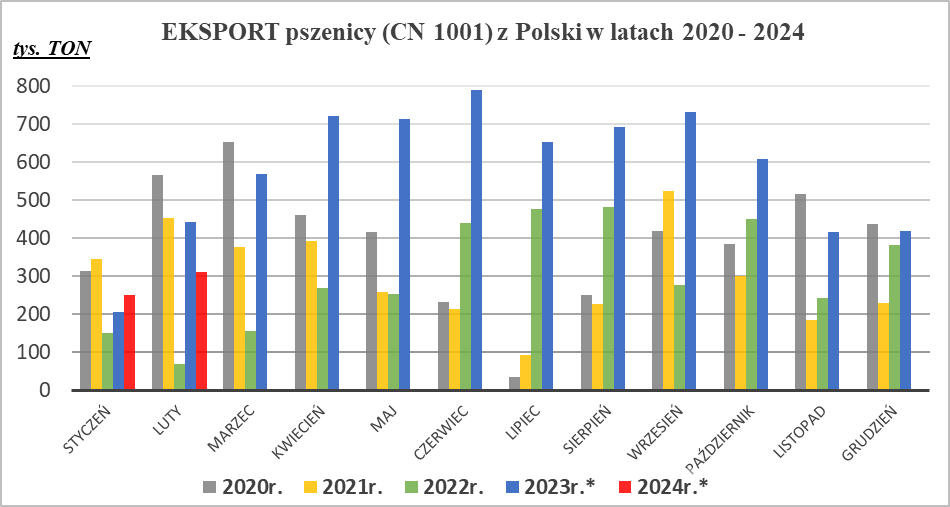 EKSPORT pszenicy (CN 1001) z Polski w latach 2020 - 2024
tys. TON
800
700
600
500
400
300
200
100
0
STYCZEŃ
LUTY
MARZEC
KWIECIEŃ
MAJ
CZERWIEC
LIPIEC
SIERPIEŃ
WRZESIEŃ
PAŹDZIERNIK
LISTOPAD
GRUDZIEŃ
2020r. 2021r. 2022r. 2023r.* 2024r.*